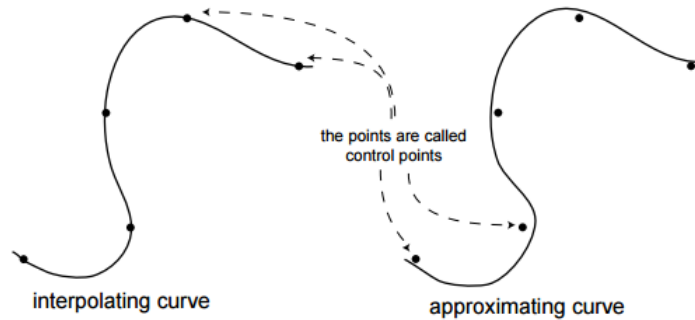 the points are called
control points
interpolating curve
approximating curve